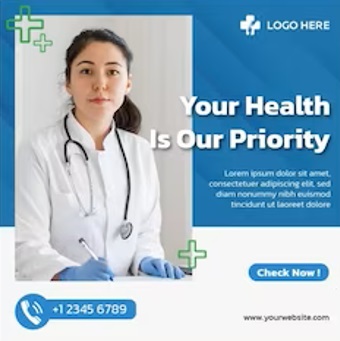 LOGO HERE
Your Health
Is Our Priority
Lorem ipsum dolor sit amet,
consectetuer adipiscing elit, sed
diam nonummy nibh euismod
tincidunt ut laoreet dolore
Check Now !
+1 2345 6789
www.yourwebsite.com